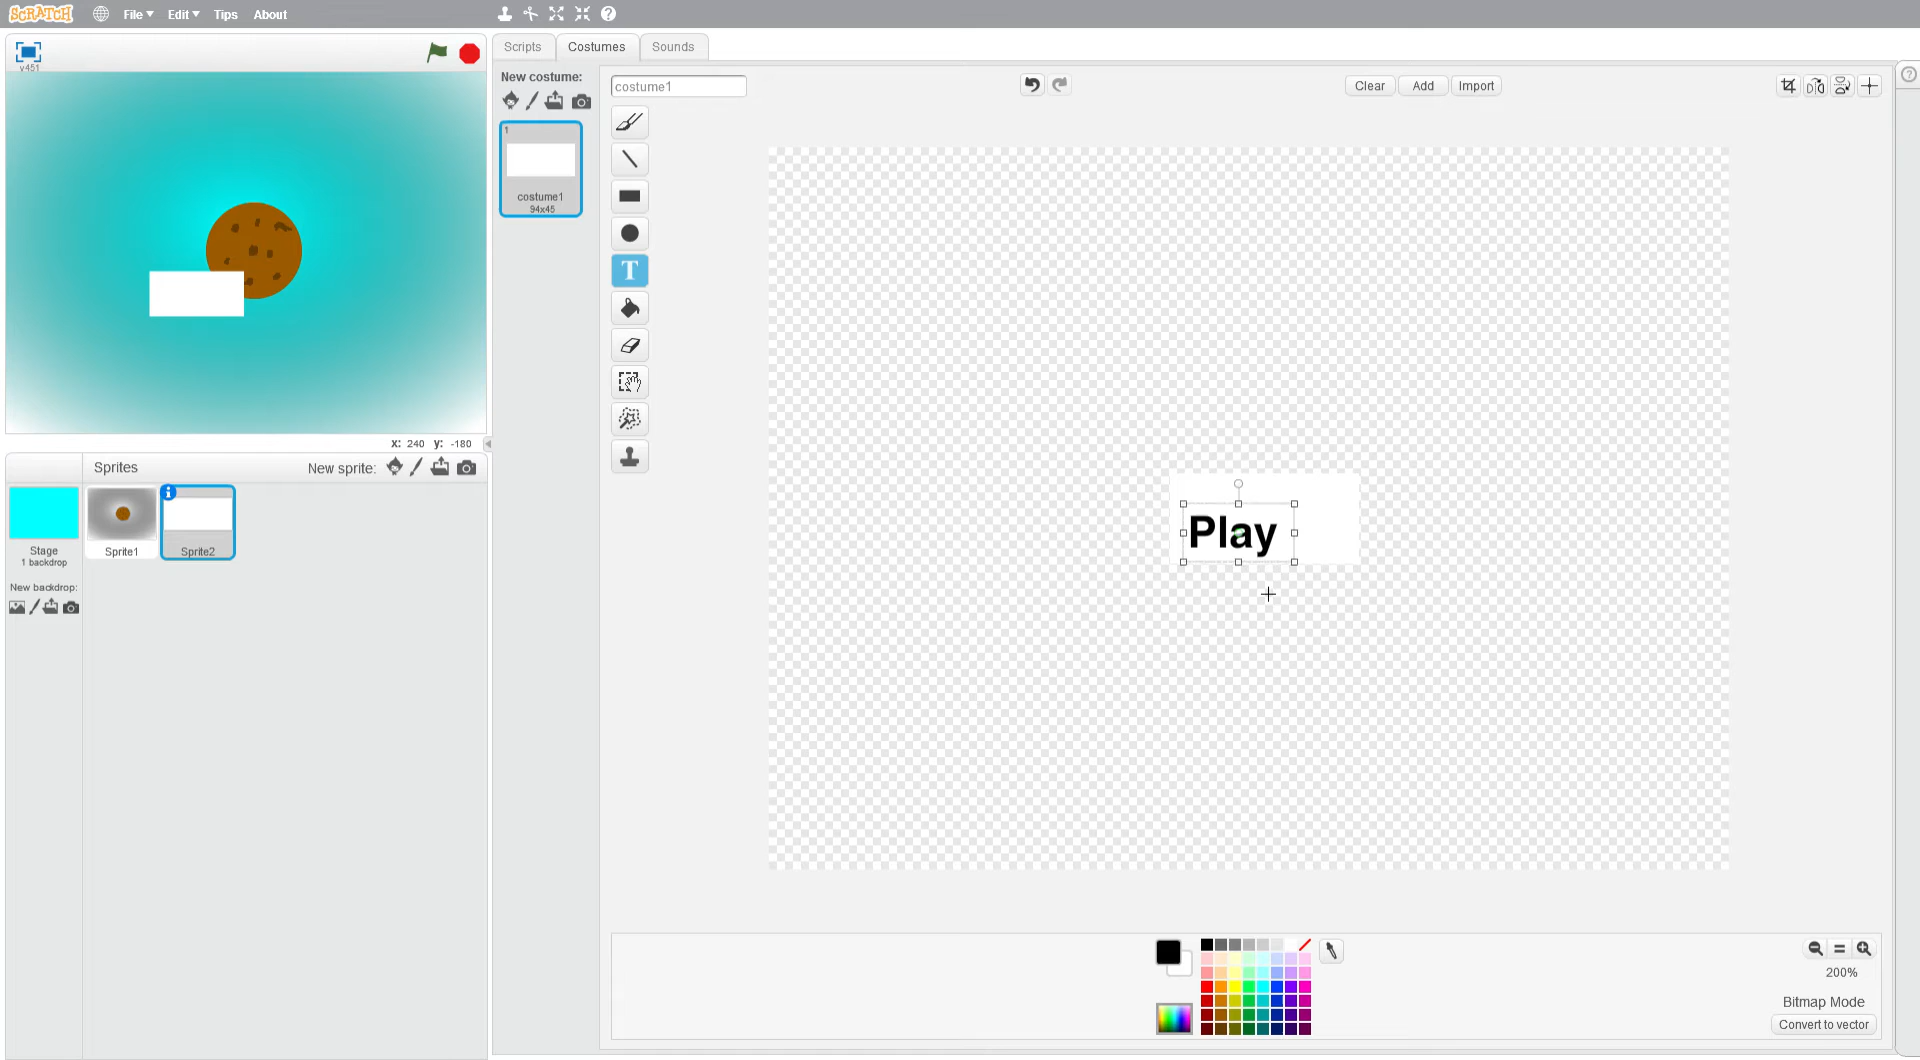 SCRATCH
File Edit Tips About
v451
Scripts Costumes Sounds
New costume:
costume1
Clear Add Import
1
costume1
94x45
Play
x: 240 y: -180
Sprites
New sprite:
Stage
1 backdrop
Sprite1
Sprite2
New backdrop:
200%
Bitmap Mode
Convert to vector